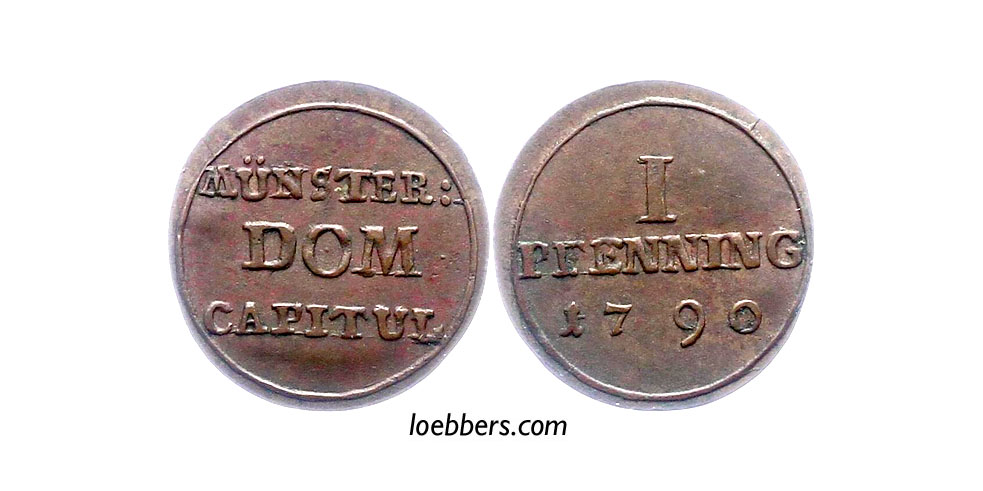 MÜNSTER:
DOM
CAPITUL
I
PFENNING
1790
loebbers.com